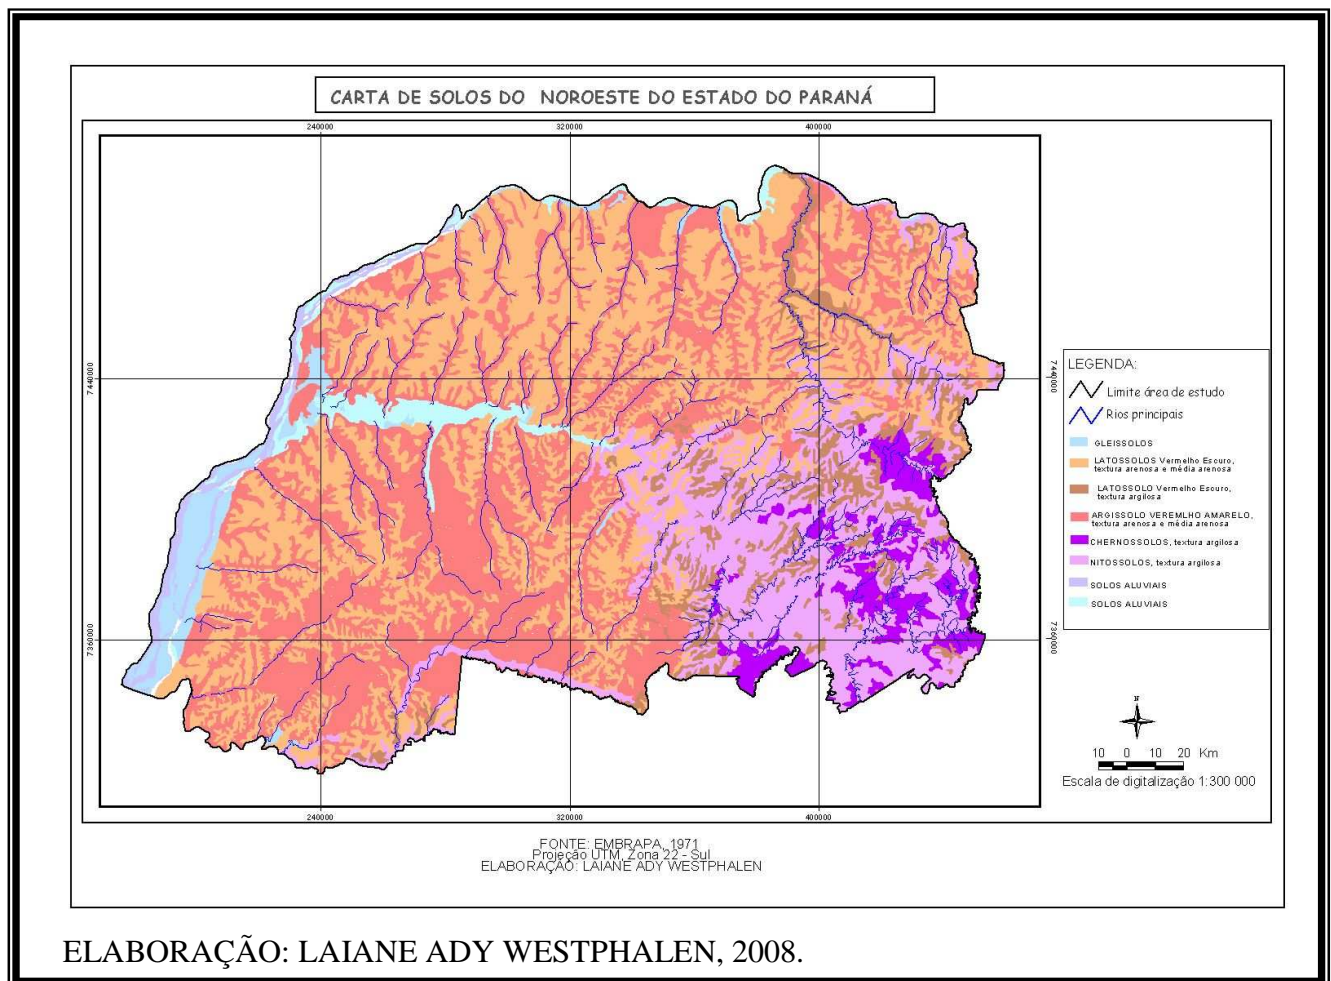 CARTA DE SOLOS DO NOROESTE DO ESTADO DO PARANÁ
240000
320000
400000
7440000
7440000
7360000
7360000
240000
320000
400000
LEGENDA:
Limite área de estudo
Rios principais
GLEISSOLOS
LATOSSOLOS Vermelho Escuro,
textura arenosa e média arenosa
LATOSSOLO Vermelho Escuro,
textura argilosa
ARGISSOLO VEREMLHO AMARELO,
textura arenosa e média arenosa
CHERNOSSOLOS, textura argilosa
NITOSSOLOS, textura argilosa
SOLOS ALUVIAIS
SOLOS ALUVIAIS
N
10 0 10 20 Km
Escala de digitalização 1:300 000
FONTE: EMBRAPA, 1971
Projeção UTM, Zona 22 - Sul
ELABORAÇÃO: LAIANE ADY WESTPHALEN
ELABORAÇÃO: LAIANE ADY WESTPHALEN, 2008.